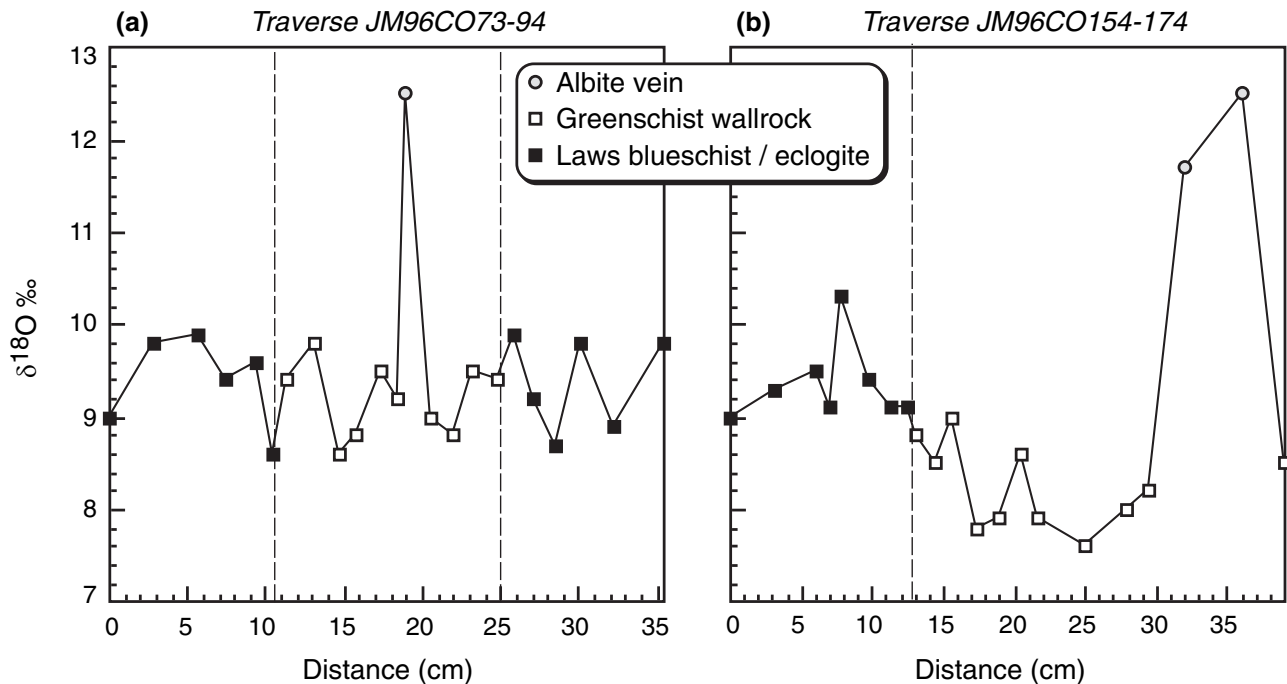 (a) Traverse JM96CO73-94
(b) Traverse JM96CO154-174
Albite vein
Greenschist wallrock
Laws blueschist / eclogite
δ18O ‰
13
12
11
10
9
8
7
0 5 10 15 20 25 30 35
Distance (cm)
0 5 10 15 20 25 30 35
Distance (cm)